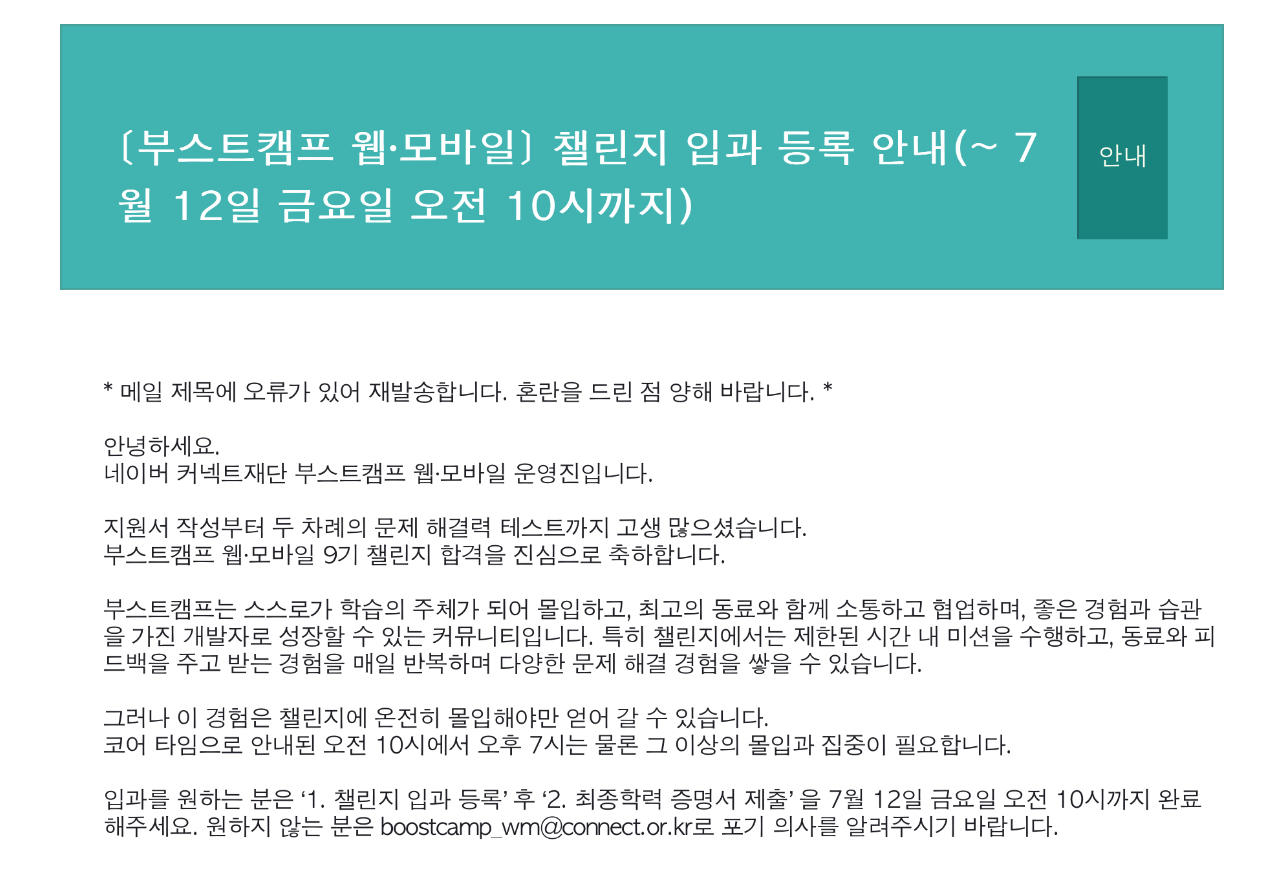 〔부스트캠프 웹·모바일〕 챌린지 입과 등록 안내(~ 7
월 12일 금요일 오전 10시까지)
안내
* 메일 제목에 오류가 있어 재발송합니다. 혼란을 드린 점 양해 바랍니다. *
안녕하세요.
네이버 커넥트재단 부스트캠프 웹·모바일 운영진입니다.
지원서 작성부터 두 차례의 문제 해결력 테스트까지 고생 많으셨습니다.
부스트캠프 웹·모바일 9기 챌린지 합격을 진심으로 축하합니다.
부스트캠프는 스스로가 학습의 주체가 되어 몰입하고, 최고의 동료와 함께 소통하고 협업하며, 좋은 경험과 습관
을 가진 개발자로 성장할 수 있는 커뮤니티입니다. 특히 챌린지에서는 제한된 시간 내 미션을 수행하고, 동료와 피
드백을 주고 받는 경험을 매일 반복하며 다양한 문제 해결 경험을 쌓을 수 있습니다.
그러나 이 경험은 챌린지에 온전히 몰입해야만 얻어 갈 수 있습니다.
코어 타임으로 안내된 오전 10시에서 오후 7시는 물론 그 이상의 몰입과 집중이 필요합니다.
입과를 원하는 분은 ‘1. 챌린지 입과 등록’ 후 ‘2. 최종학력 증명서 제출’ 을 7월 12일 금요일 오전 10시까지 완료
해주세요. 원하지 않는 분은 boostcamp_wm@connect.or.kr로 포기 의사를 알려주시기 바랍니다.